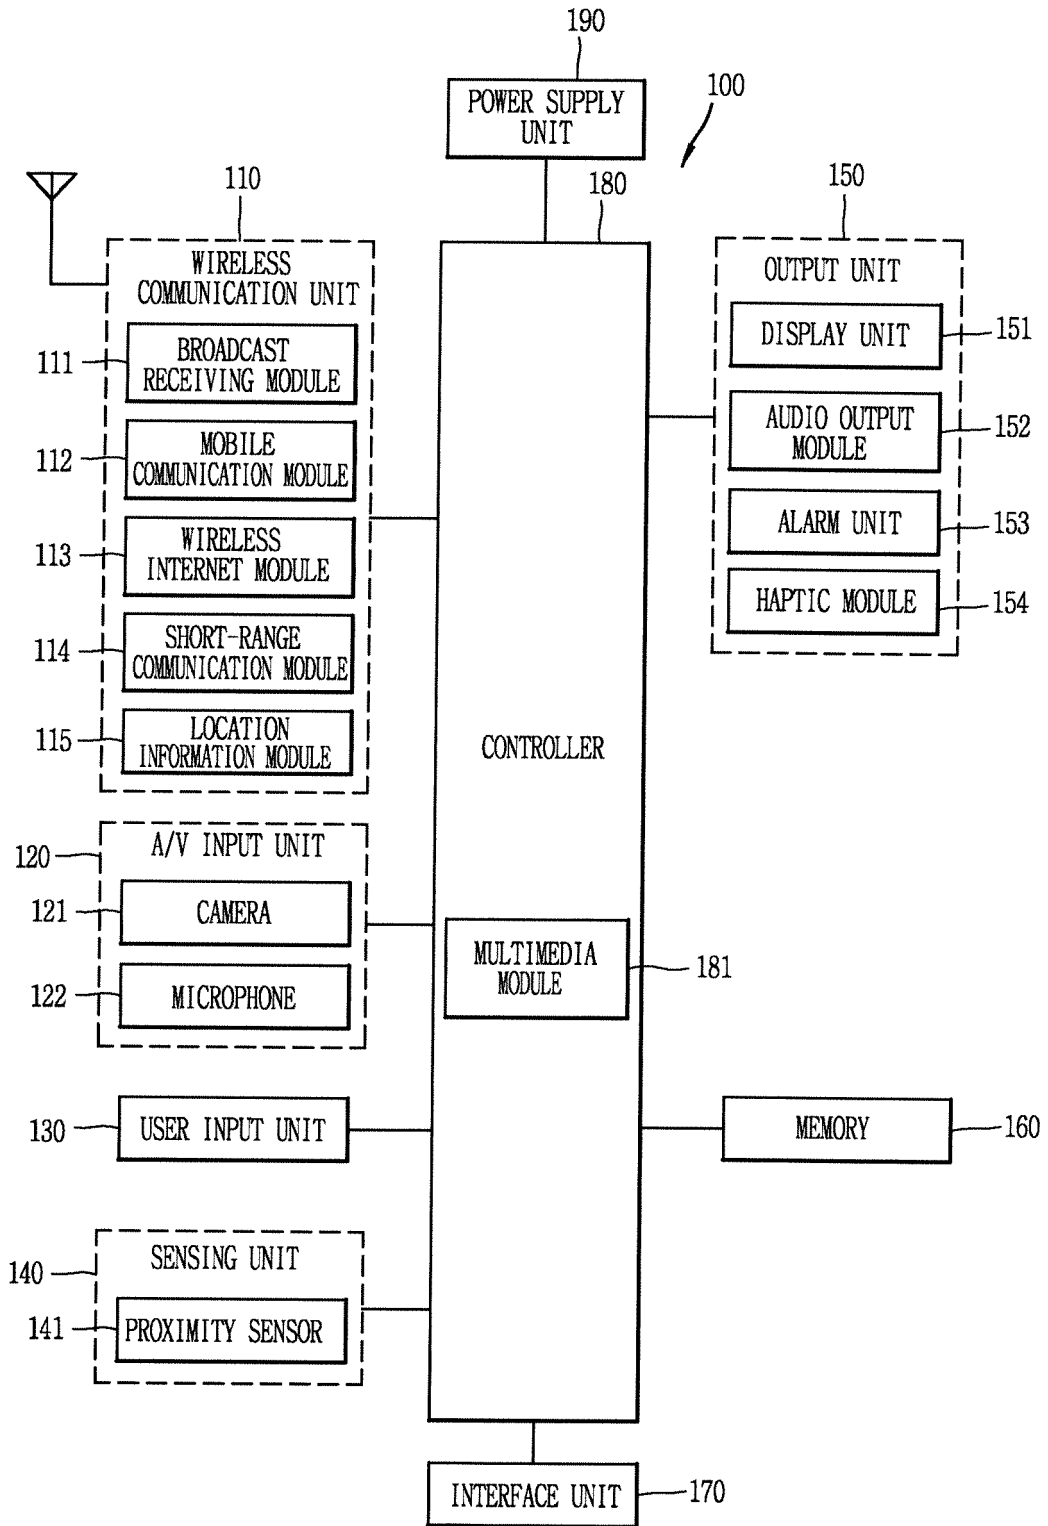 190
POWER SUPPLY
UNIT
100
180
110
WIRELESS
COMMUNICATION UNIT
111
BROADCAST
RECEIVING MODULE
112
MOBILE
COMMUNICATION MODULE
113
WIRELESS
INTERNET MODULE
114
SHORT-RANGE
COMMUNICATION MODULE
115
LOCATION
INFORMATION MODULE
120
A/V INPUT UNIT
121
CAMERA
122
MICROPHONE
130
USER INPUT UNIT
140
SENSING UNIT
141
PROXIMITY SENSOR
CONTROLLER
MULTIMEDIA
MODULE
181
150
OUTPUT UNIT
DISPLAY UNIT
151
AUDIO OUTPUT
MODULE
152
ALARM UNIT
153
HAPTIC MODULE
154
MEMORY
160
INTERFACE UNIT
170